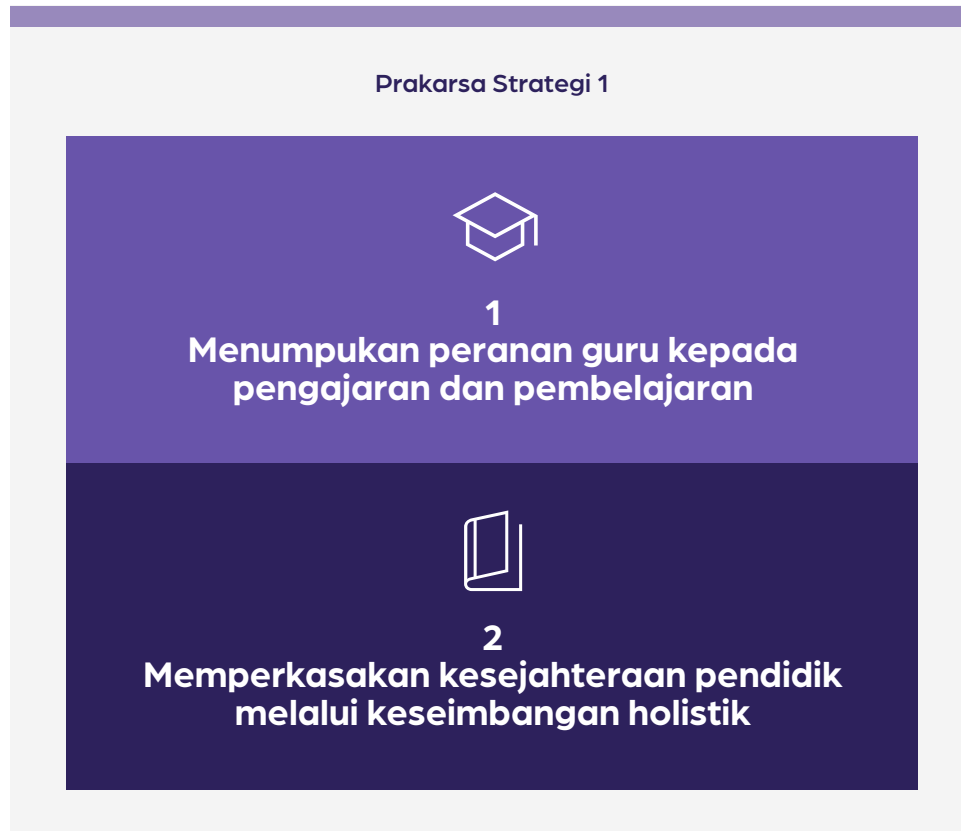 Prakarsa Strategi 1
1
Menumpukan peranan guru kepada
pengajaran dan pembelajaran
2
Memperkasakan kesejahteraan pendidik
melalui keseimbangan holistik